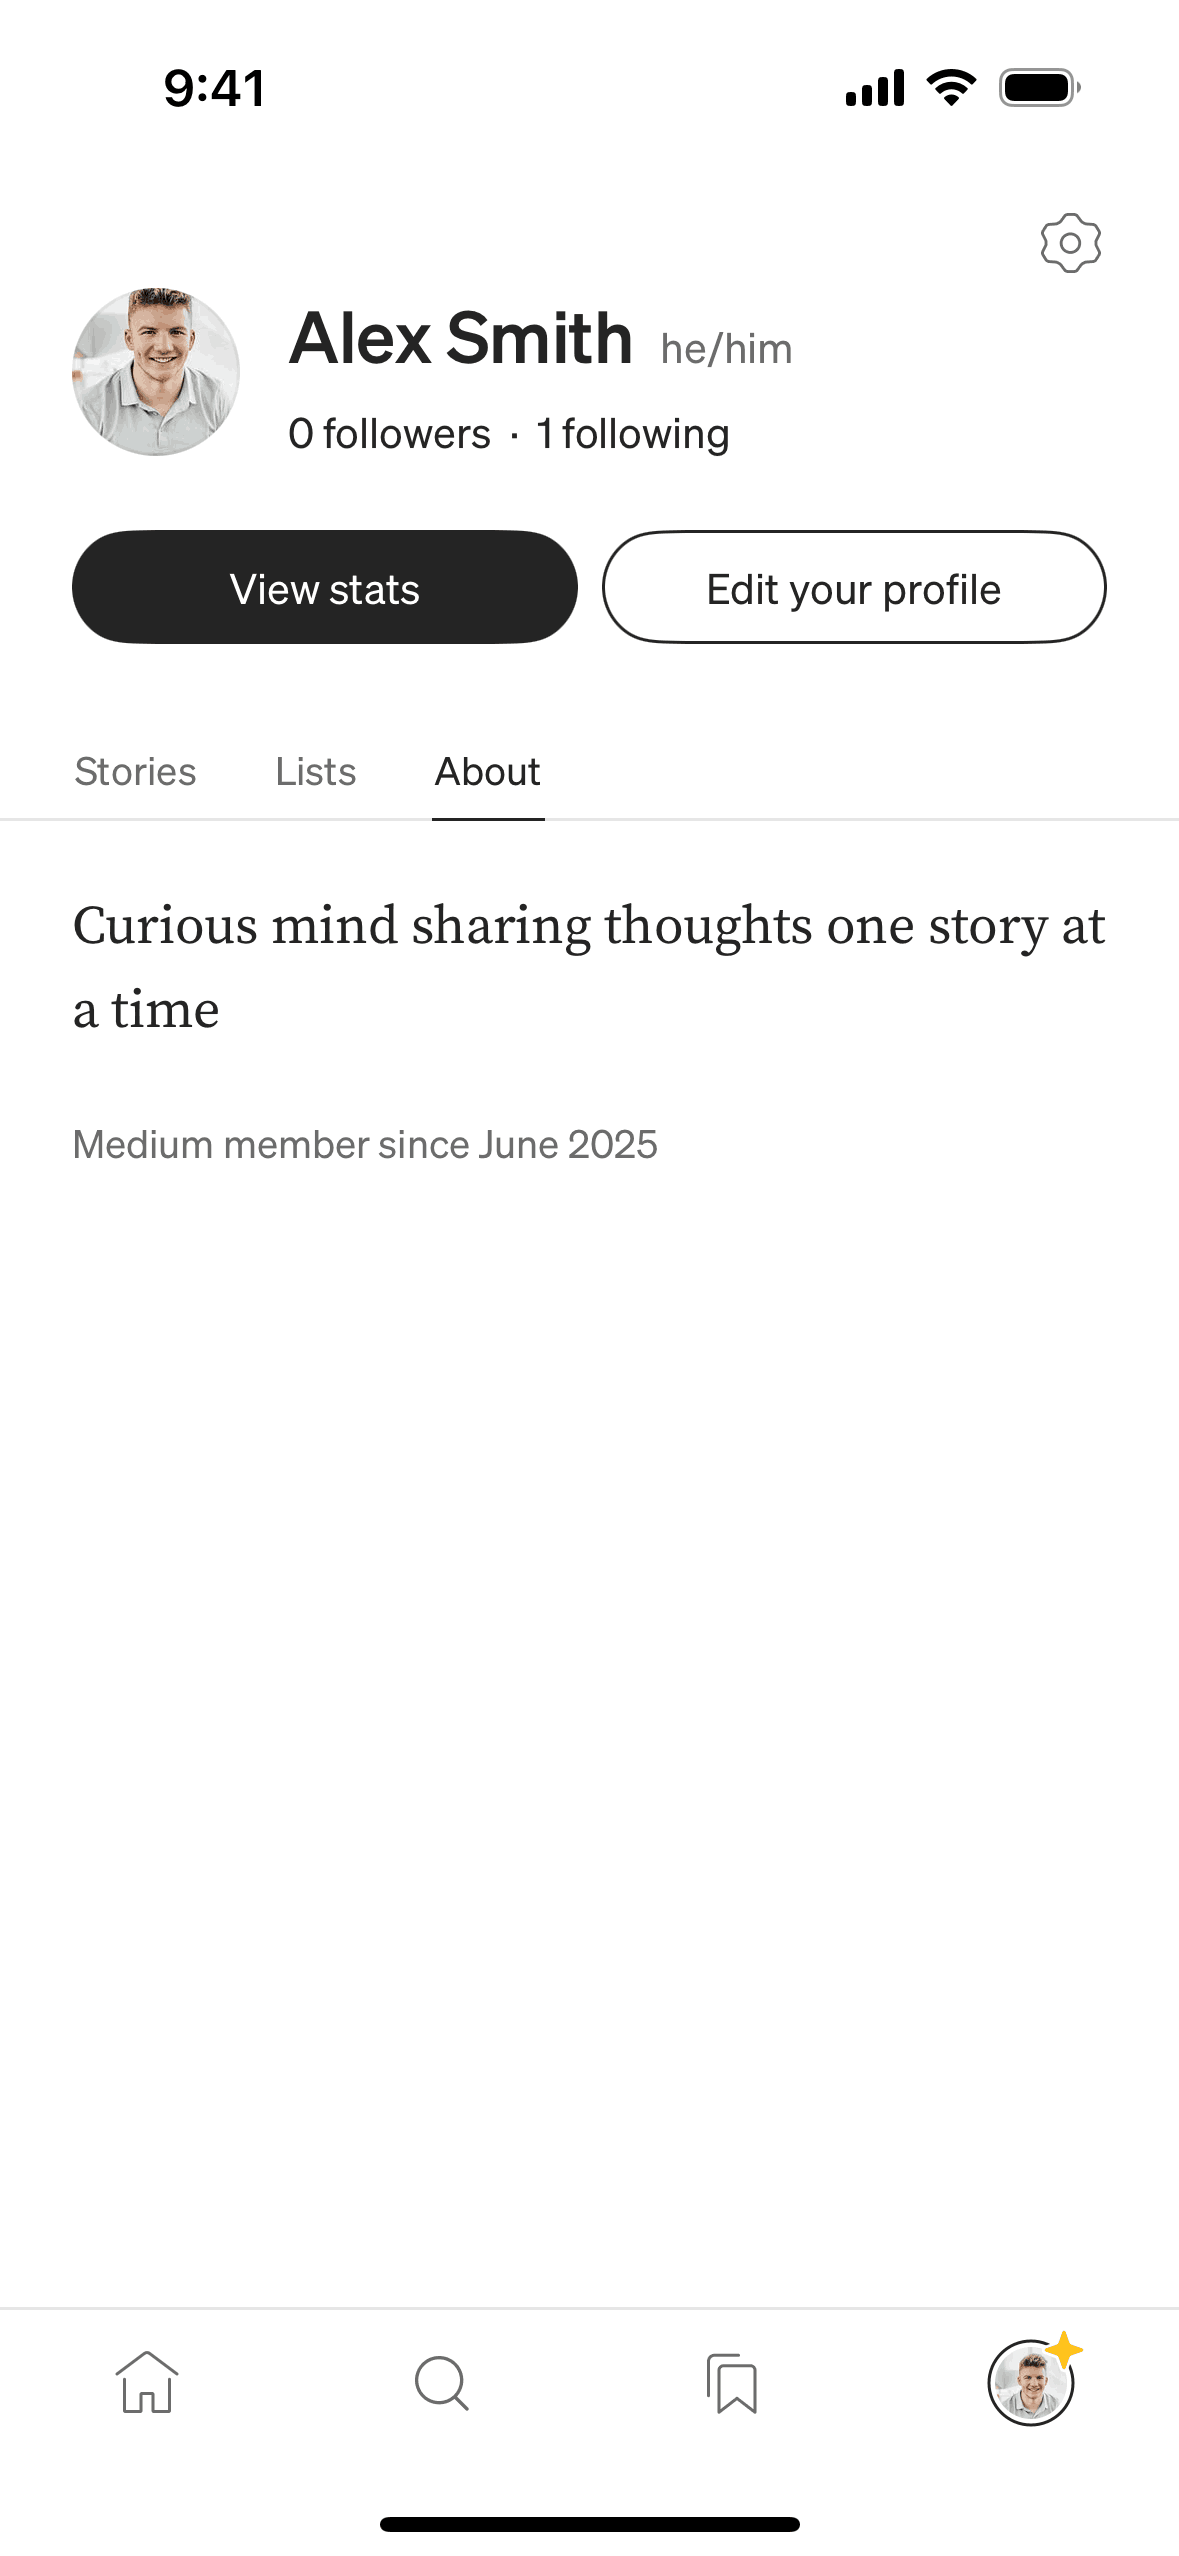 9:41
Alex Smith he/him
0 followers · 1 following
View stats
Edit your profile
Stories Lists About
Curious mind sharing thoughts one story at
a time
Medium member since June 2025